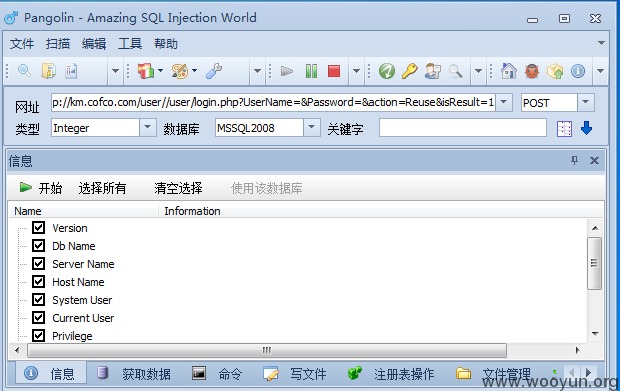 Pangolin - Amazing SQL Injection World
文件 扫描 编辑 工具 帮助
网址 p://km.cofco.com/user//user/login.php?UserName=&Password=&action=Reuse&isResult=1 POST
类型 Integer 数据库 MSSQL2008 关键字
信息
开始 选择所有 清空选择 使用该数据库
Name Information
Version
Db Name
Server Name
Host Name
System User
Current User
Privilege
信息 获取数据 命令 写文件 注册表操作 文件管理
www.wooyun.org